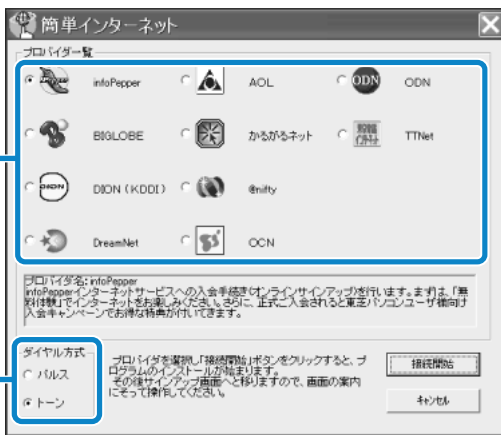 簡単インターネット
プロバイダ一覧
infoPepper
AOL
ODN
ODN
BIGLOBE
かるがるネット
TTNet
DION
DION (KDDI)
@nifty
DreamNet
OCN
プロバイダ名: infoPepper
infoPepperインターネットサービスへの入会手続き(オンラインサインアップ)を行います。まずは、「無
料体験」でインターネットをお楽しみください。さらに、正式ご入会されると東芝パソコンユーザ様向け
入会キャンペーンでお得な特典が付いてきます。
ダイヤル方式
パルス
トーン
プロバイダを選択し「接続開始」ボタンをクリックすると、プ
ログラムのインストールが始まります。
その後サインアップ画面へと移りますので、画面の案内
にそって操作してください。
接続開始
キャンセル